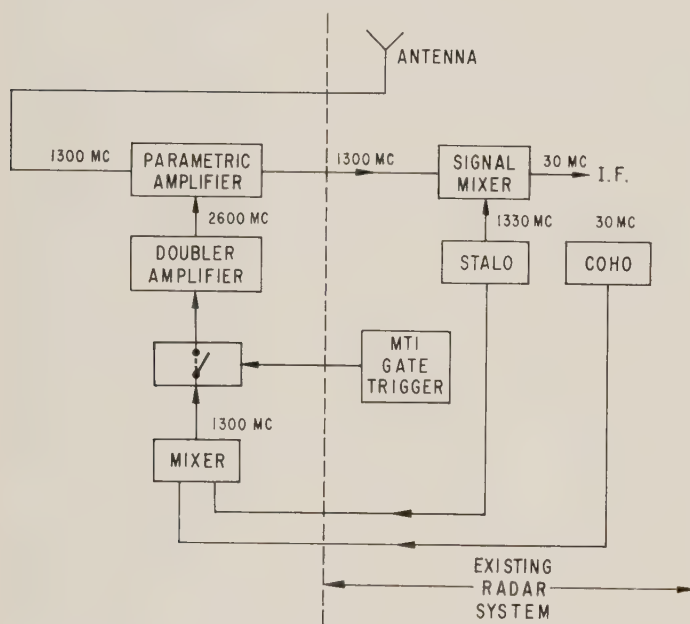 ANTENNA
1300 MC
PARAMETRIC
AMPLIFIER
1300 MC
SIGNAL
MIXER
30 MC
I.F.
2600 MC
1330 MC
30 MC
DOUBLER
AMPLIFIER
STALO
COHO
MTI
GATE
TRIGGER
1300 MC
MIXER
EXISTING
RADAR
SYSTEM